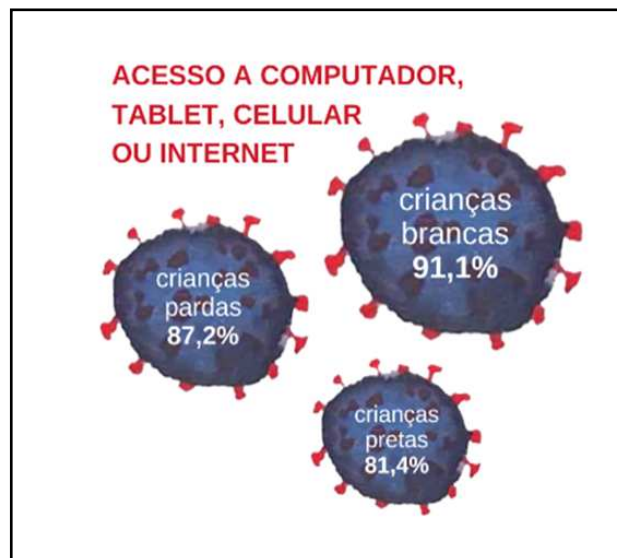 ACESSO A COMPUTADOR,
TABLET, CELULAR
OU INTERNET
crianças
brancas
91,1%
crianças
pardas
87,2%
crianças
pretas
81,4%